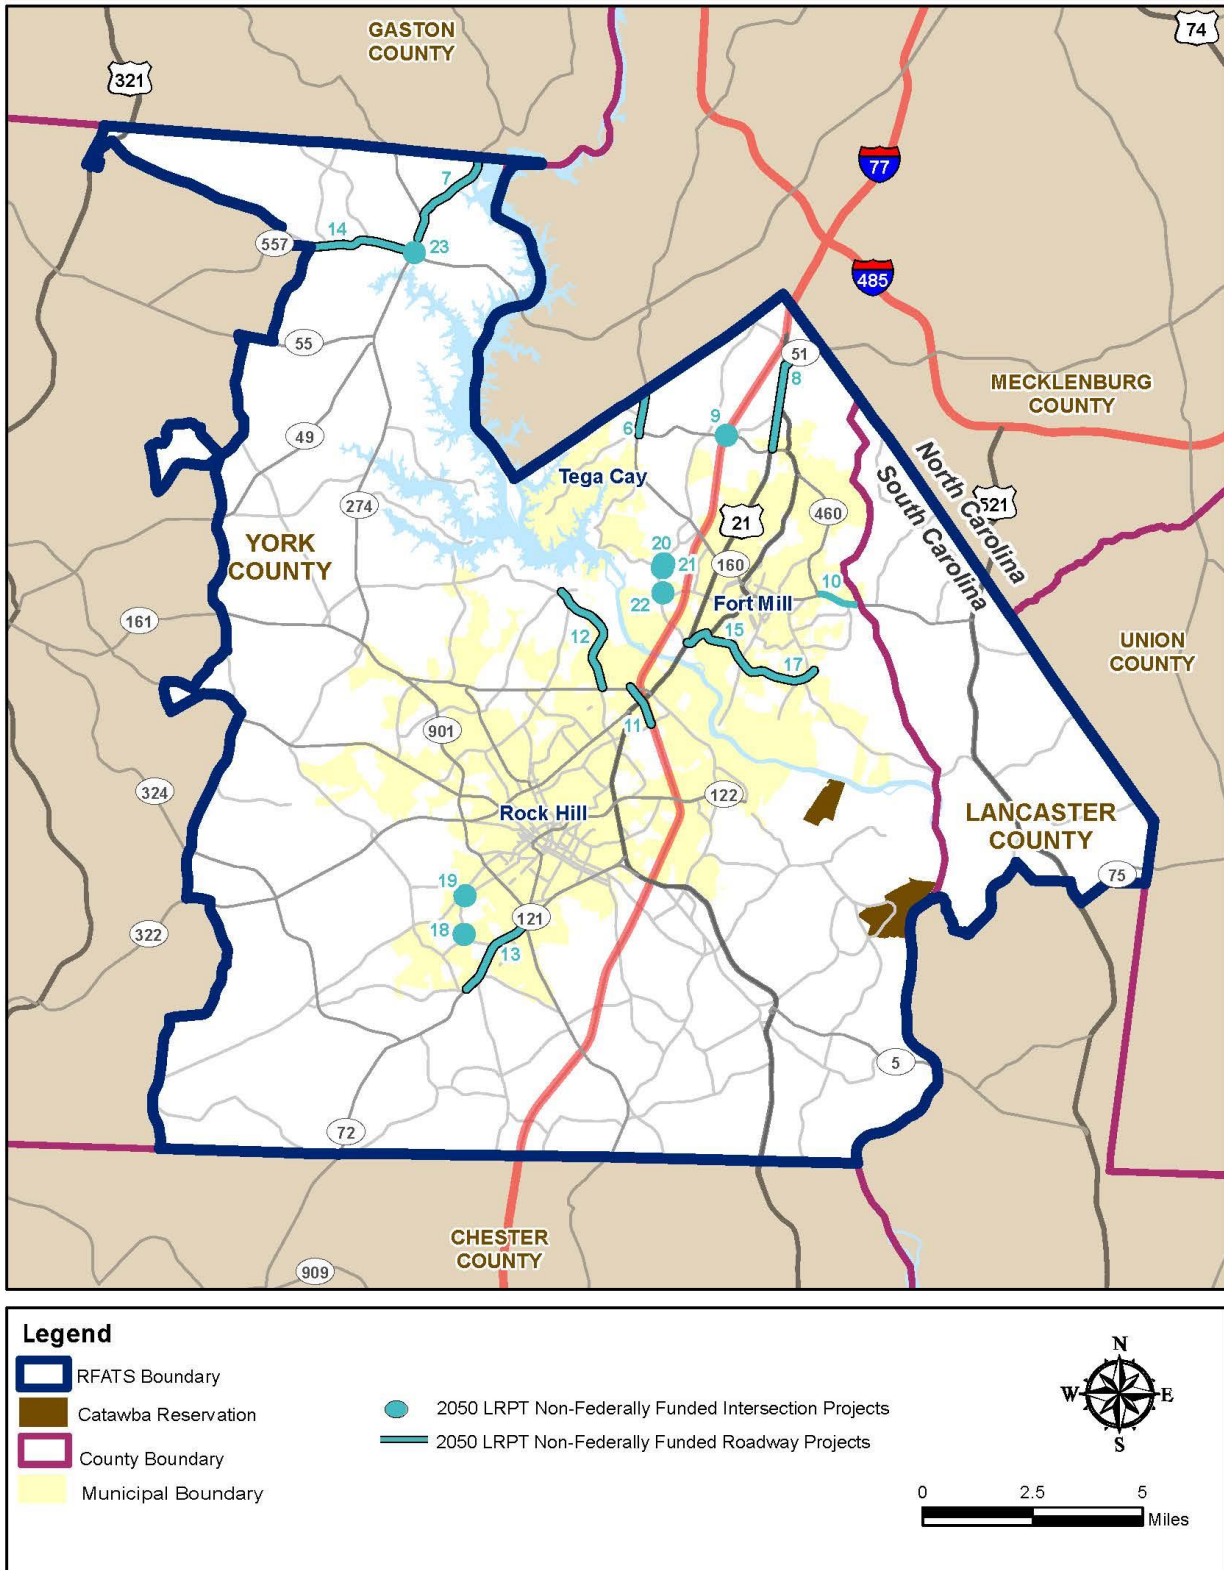 GASTON
COUNTY
74
321
77
7
14
557
23
485
55
51
8
MECKLENBURG
COUNTY
9
6
49
Tega Cay
North Carolina
South Carolina
521
274
21
460
YORK
COUNTY
20
21
160
10
22
Fort Mill
161
12
15
17
UNION
COUNTY
11
901
324
122
Rock Hill
LANCASTER
COUNTY
75
19
121
322
18
13
5
72
CHESTER
COUNTY
909
Legend
RFATS Boundary
Catawba Reservation
County Boundary
Municipal Boundary
2050 LRPT Non-Federally Funded Intersection Projects
2050 LRPT Non-Federally Funded Roadway Projects
N
W E
S
0 2.5 5
Miles